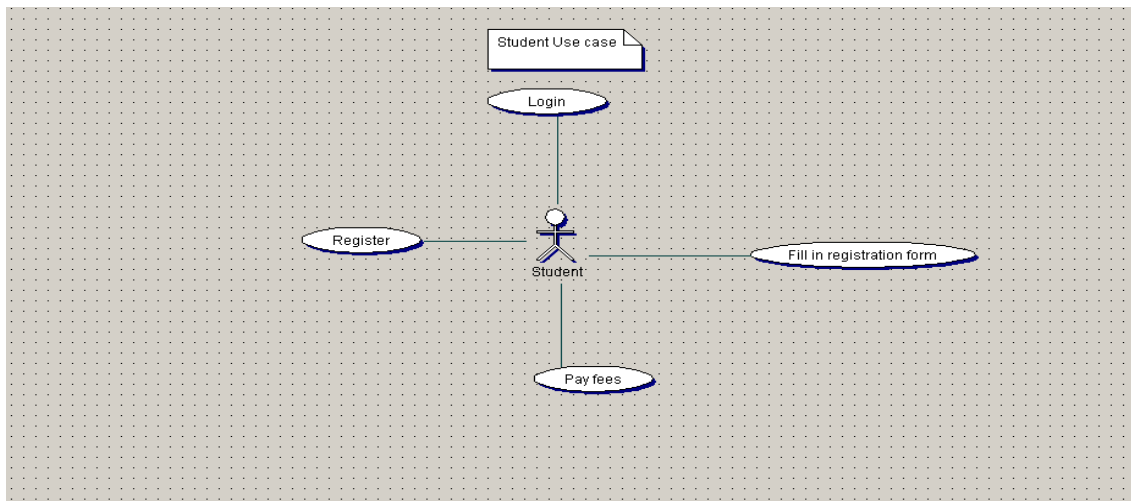 Student Use case
Login
Register
Student
Fill in registration form
Pay fees